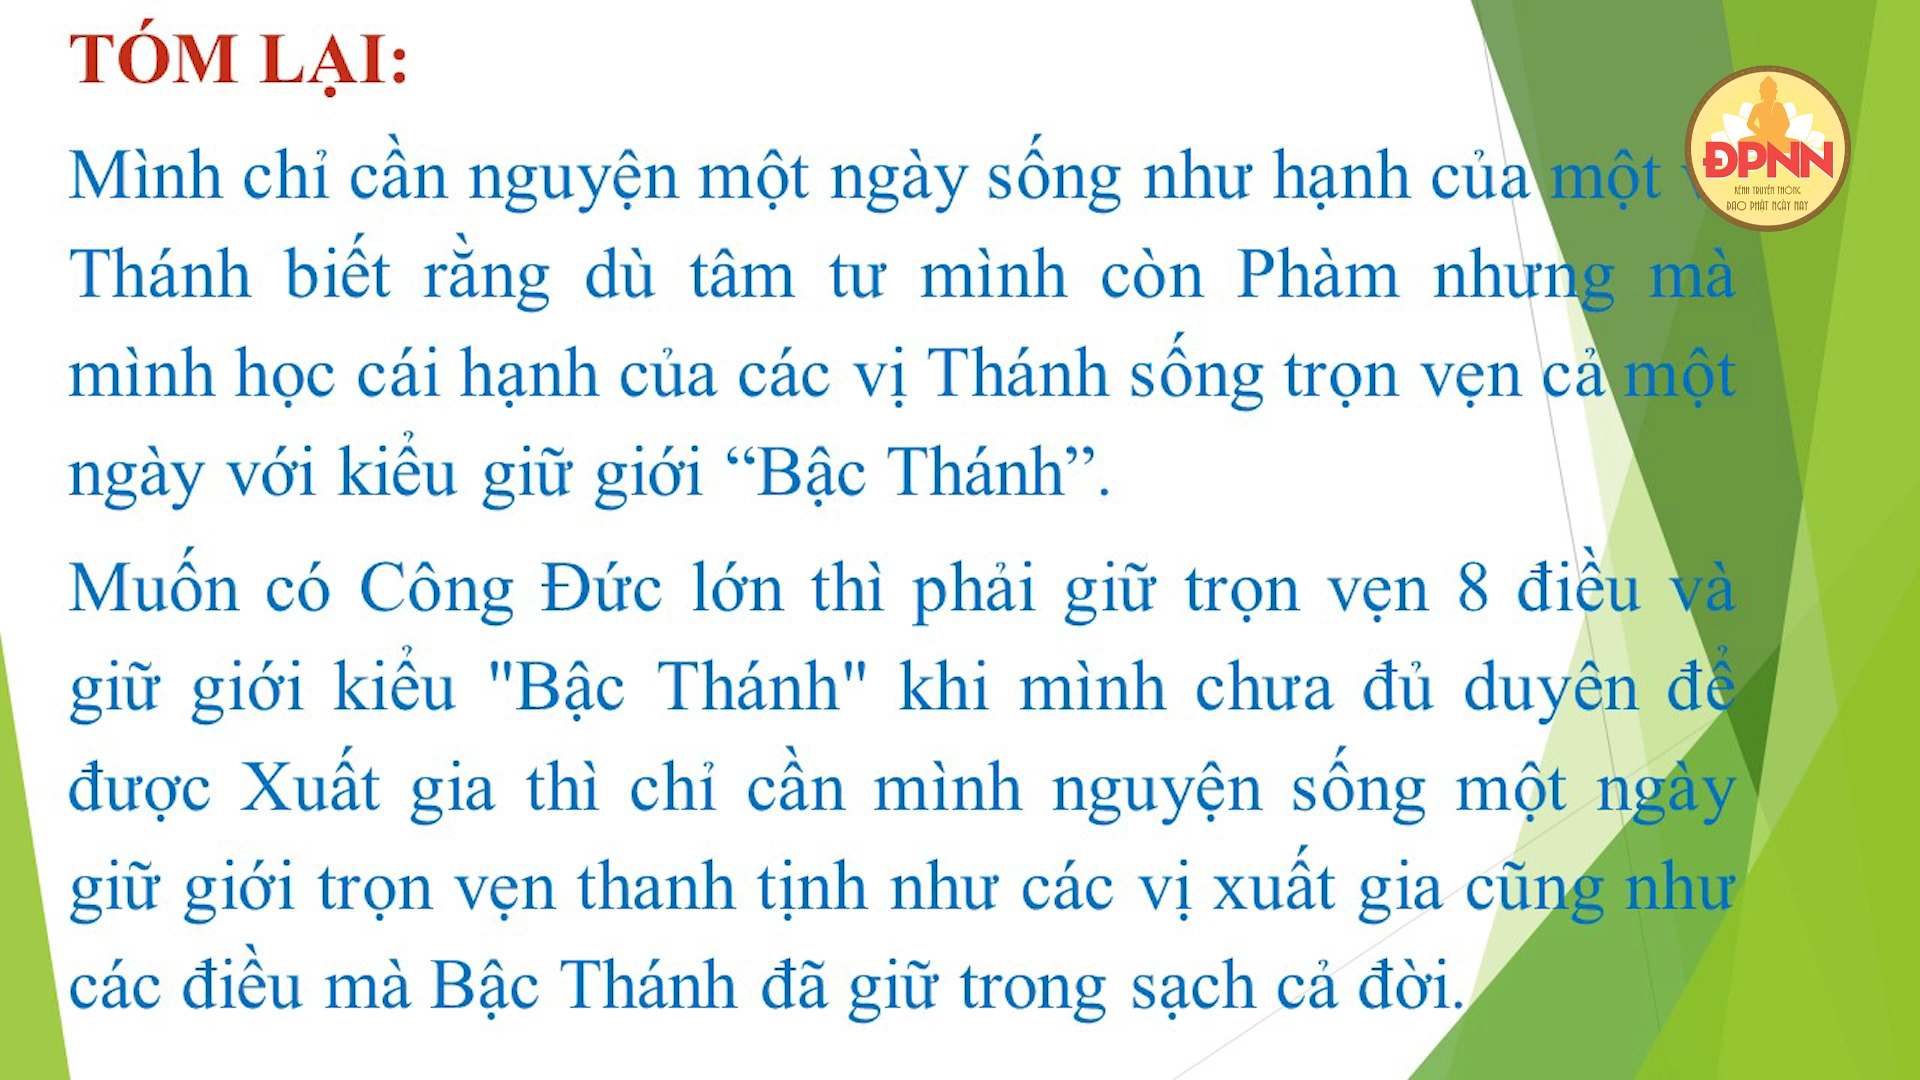 TÓM LẠI:
Mình chỉ cần nguyện một ngày sống như hạnh của một
Thánh biết rằng dù tâm tư mình còn Phàm nhưng mà
mình học cái hạnh của các vị Thánh sống trọn vẹn cả một
ngày với kiểu giữ giới “Bậc Thánh”.
Muốn có Công Đức lớn thì phải giữ trọn vẹn 8 điều và
giữ giới kiểu "Bậc Thánh" khi mình chưa đủ duyên để
được Xuất gia thì chỉ cần mình nguyện sống một ngày
giữ giới trọn vẹn thanh tịnh như các vị xuất gia cũng như
các điều mà Bậc Thánh đã giữ trong sạch cả đời.
ĐPNN
KÊNH TRUYỀN THÔNG
ĐẠO PHẬT NGÀY NAY